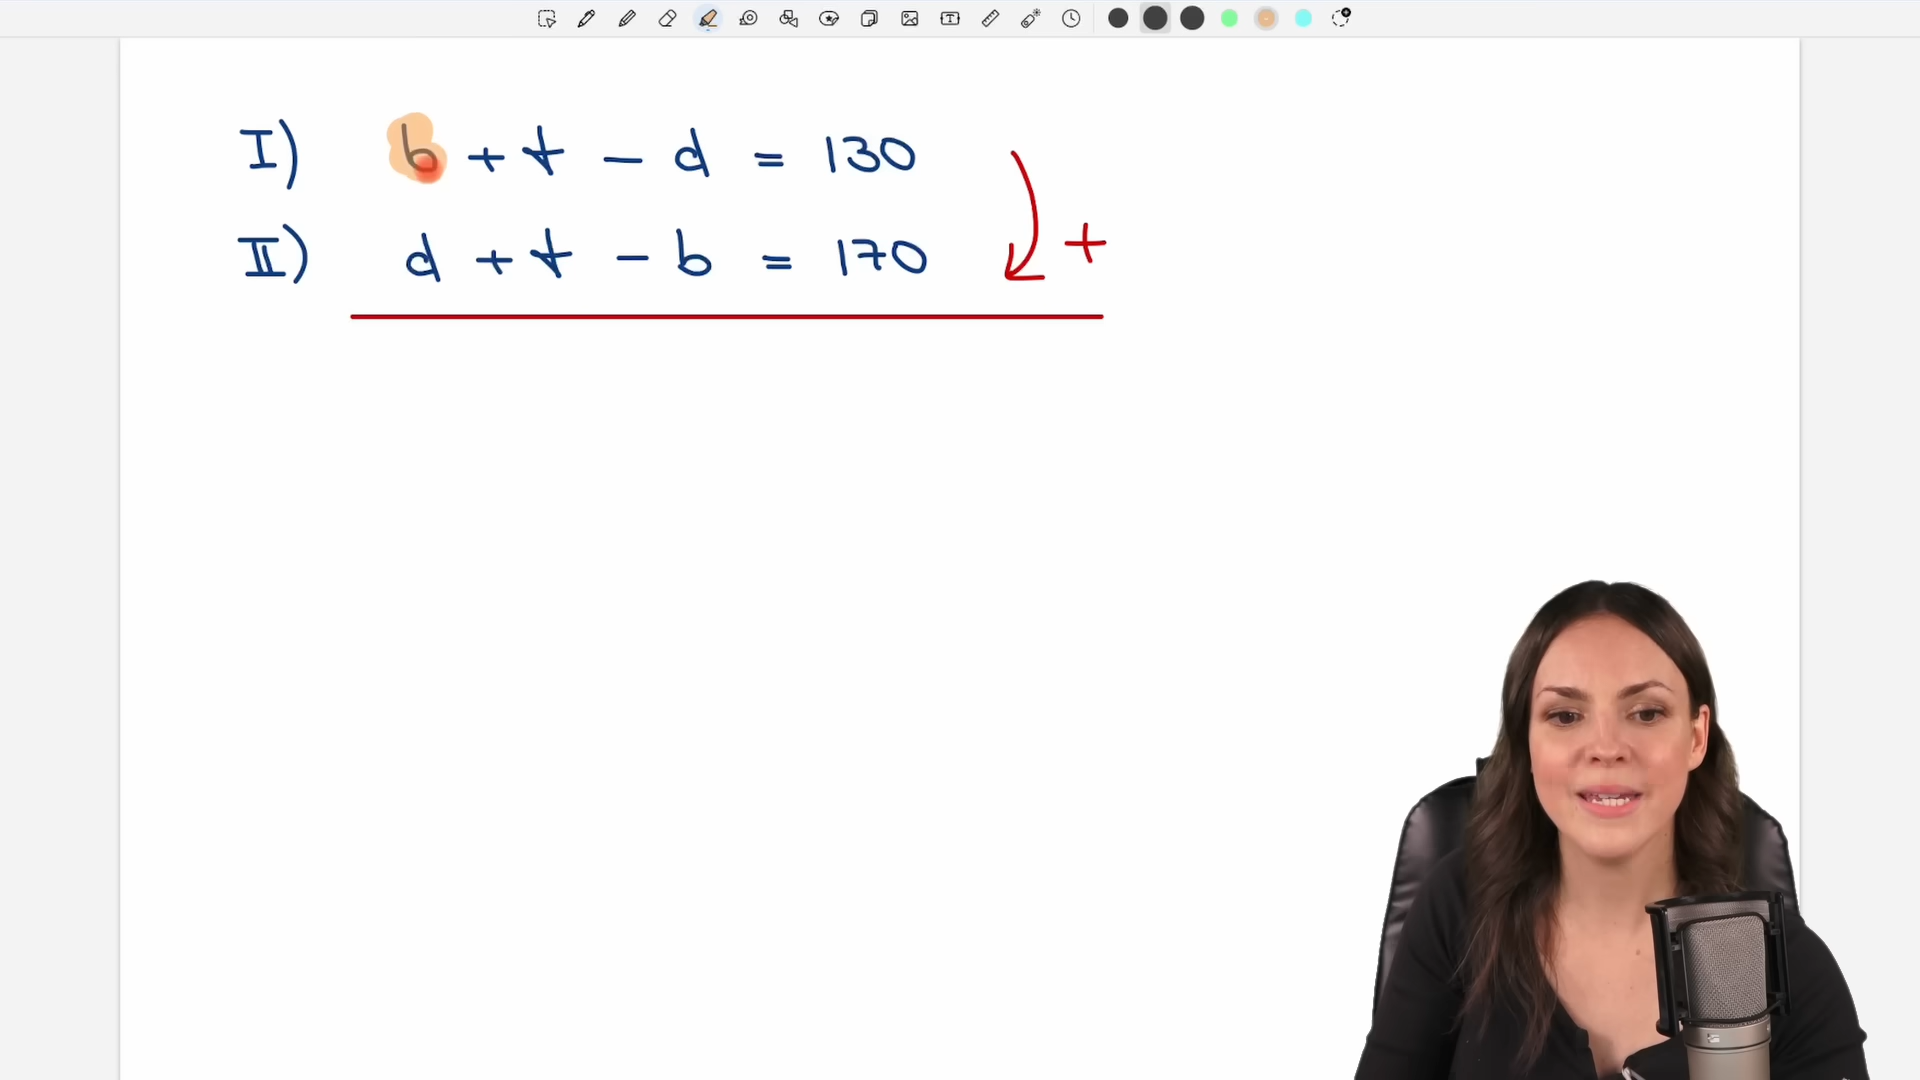 I) b + t - d = 130
II) d + t - b = 170
+